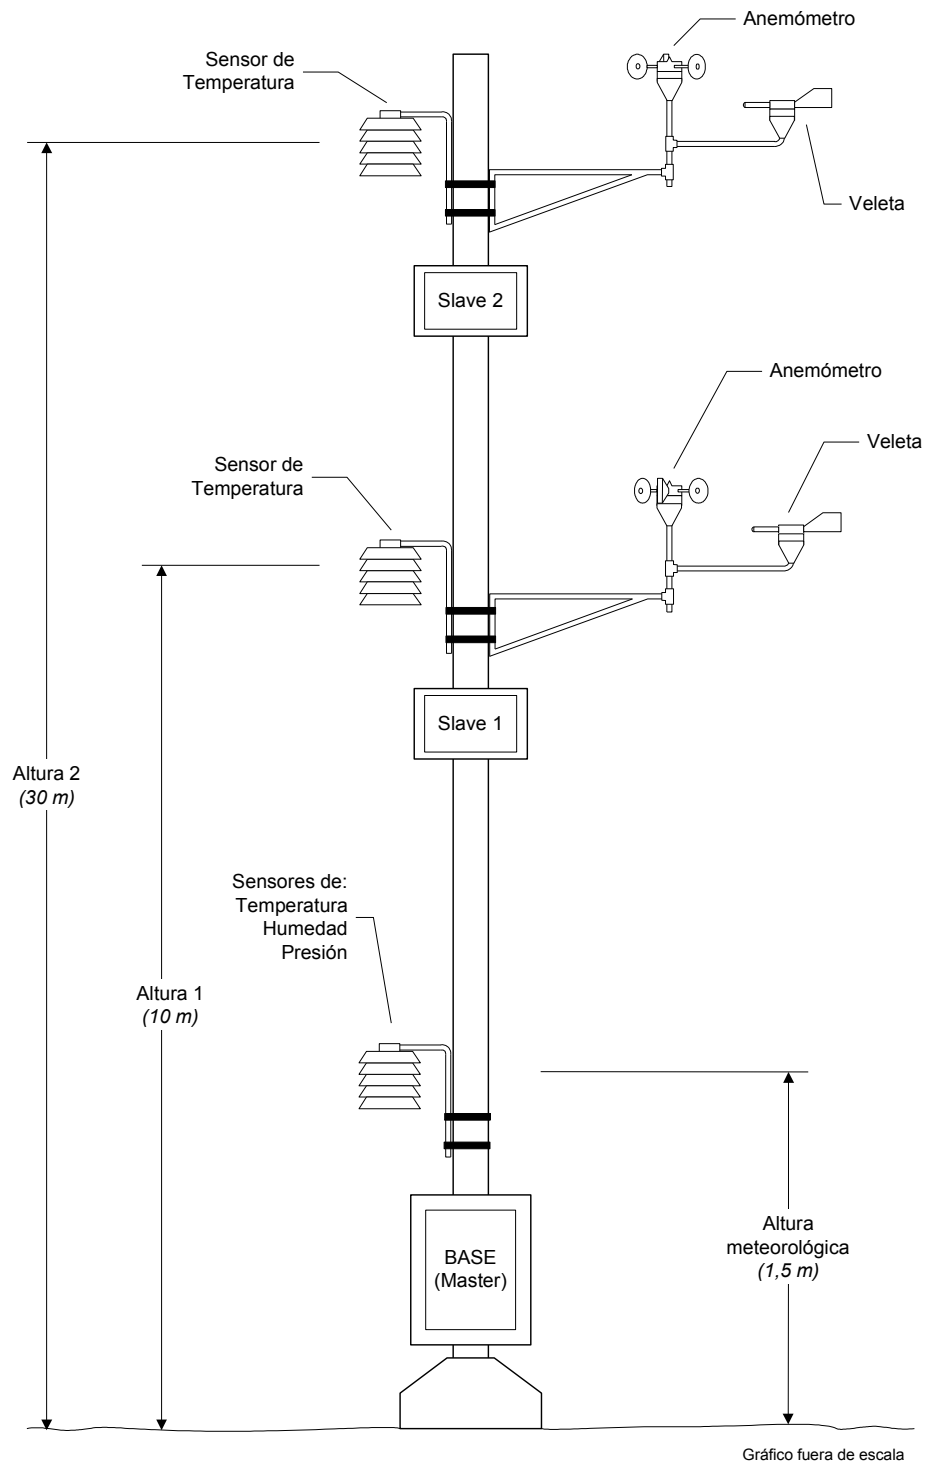 Anemómetro
Sensor de
Temperatura
Veleta
Slave 2
Anemómetro
Veleta
Sensor de
Temperatura
Slave 1
Altura 2
(30 m)
Sensores de:
Temperatura
Humedad
Presión
Altura 1
(10 m)
Altura
meteorológica
(1,5 m)
BASE
(Master)
Gráfico fuera de escala